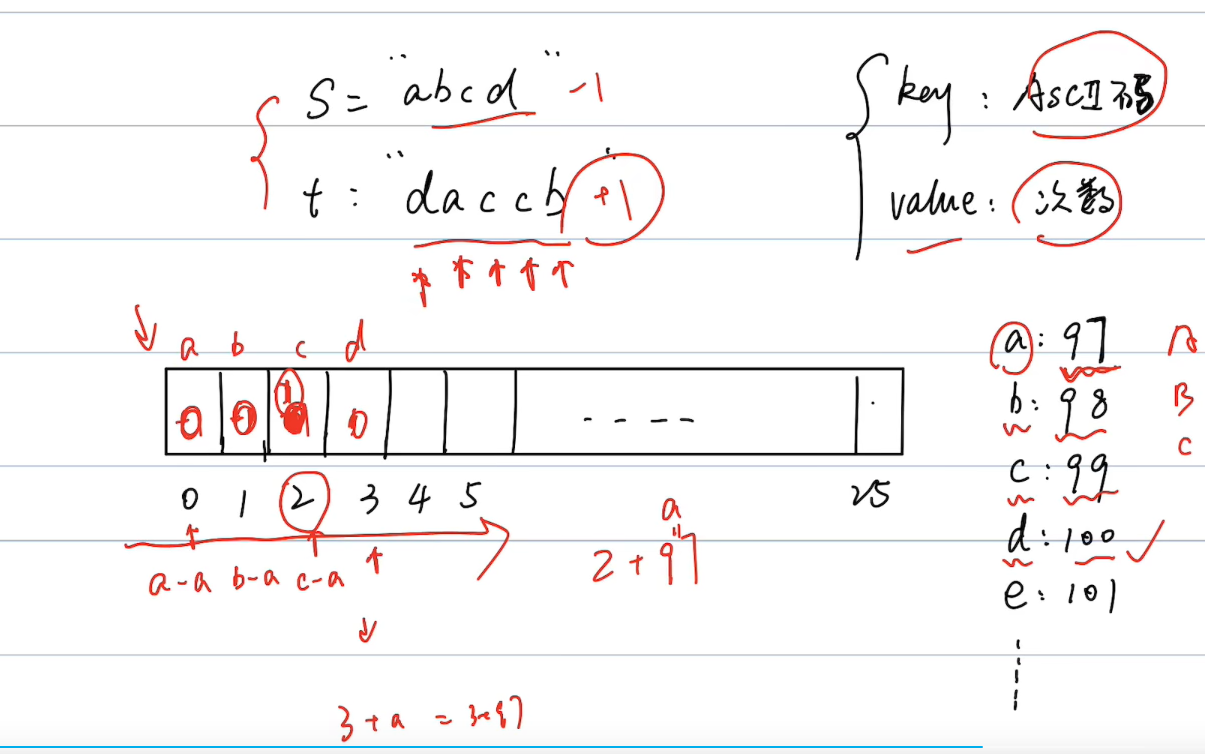 S = "abcd" -1
t : "daccb" +1
key : ASCII码
value : 次数
a b c d
0 0 1 0 - - - -
0 1 2 3 4 5 25
a-a b-a c-a
a
"
2 + 97
3 + a = 3+97
a : 97 A
b : 98 B
c : 99 C
d : 100 ✓
e : 101